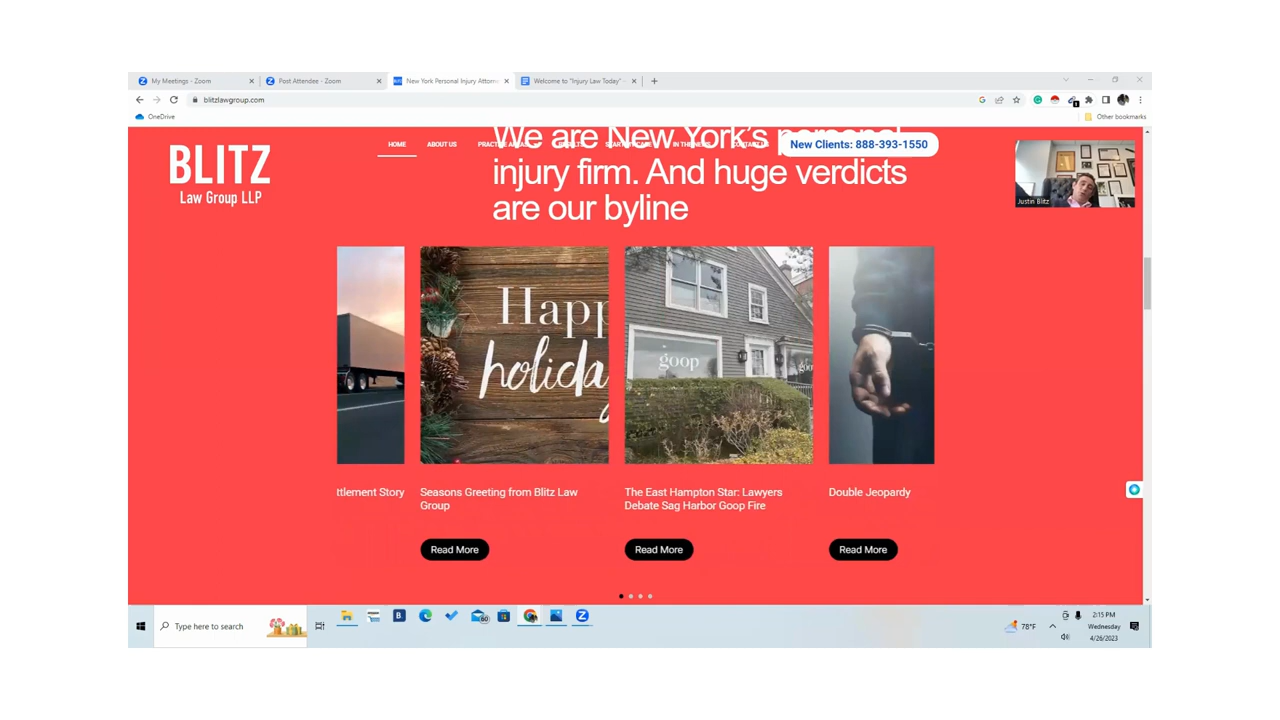 My Meetings - Zoom
Post Attendee - Zoom
New York Personal Injury Attorn
Welcome to "Injury Law Today" -
blitzlawgroup.com
OneDrive
Other bookmarks
BLITZ
Law Group LLP
HOME
ABOUT US
New Clients: 888-393-1550
We are New York's personal
injury firm. And huge verdicts
are our byline
Justin Blitz
Happ
holida
goop
goo
ttlement Story
Seasons Greeting from Blitz Law
Group
The East Hampton Star: Lawyers
Debate Sag Harbor Goop Fire
Double Jeopardy
Read More
Read More
Read More
Type here to search
B
60
78°F
2:15 PM
Wednesday
4/26/2023